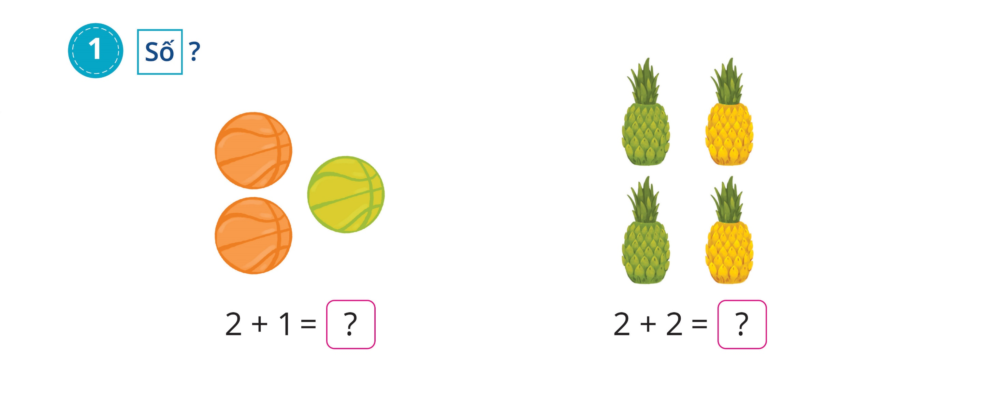 1 Số ?
2 + 1 = ?
2 + 2 = ?